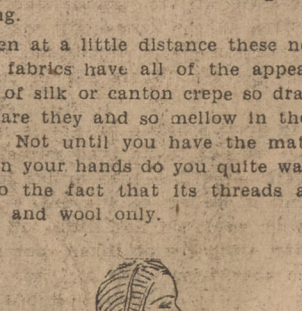 ng.
en at a little distance these n
fabrics have all of the appea
of silk or canton crepe so dra
are they and so mellow in the
Not until you have the mat
n your hands do you quite wa
o the fact that its threads a
and wool only.